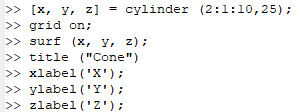 >> [x, y, z] = cylinder (2:1:10,25);
>> grid on;
>> surf (x, y, z);
>> title ("Cone")
>> xlabel('X');
>> ylabel('Y');
>> zlabel('Z');